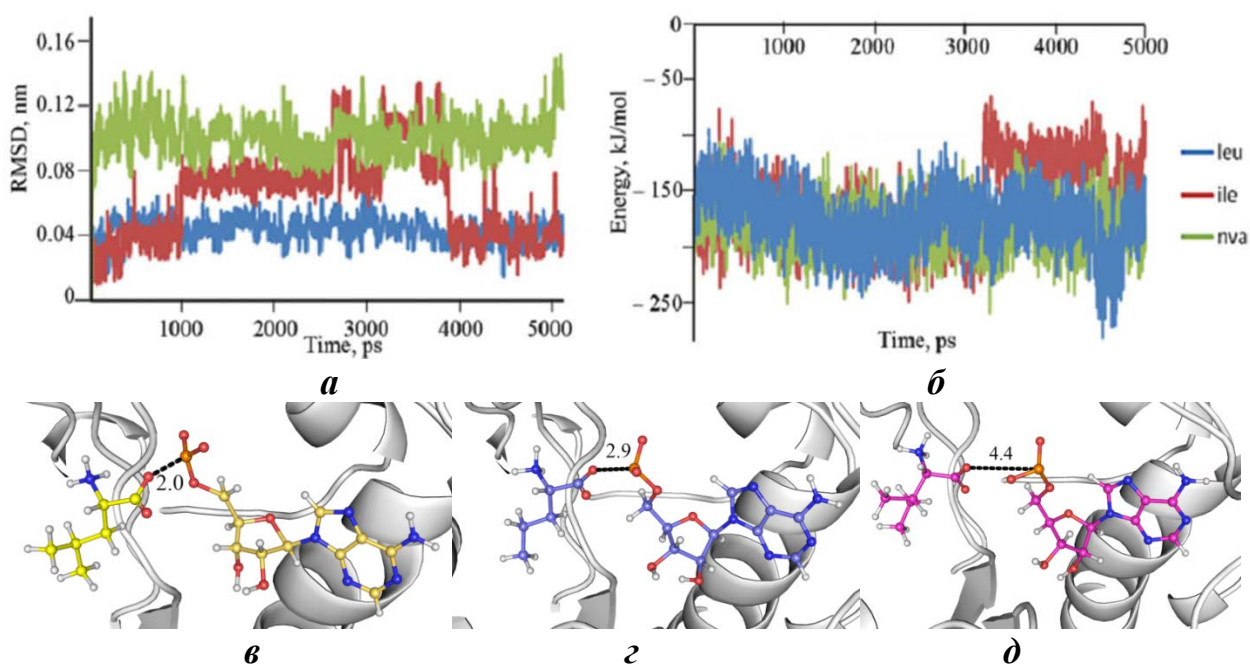 0.16
0.12
0.08
0.04
0
RMSD, nm
1000
2000
3000
4000
5000
Time, ps
а
0
– 50
– 150
– 250
Energy, kJ/mol
1000
2000
3000
4000
5000
Time, ps
leu
ile
nva
б
2.0
в
2.9
г
4.4
д